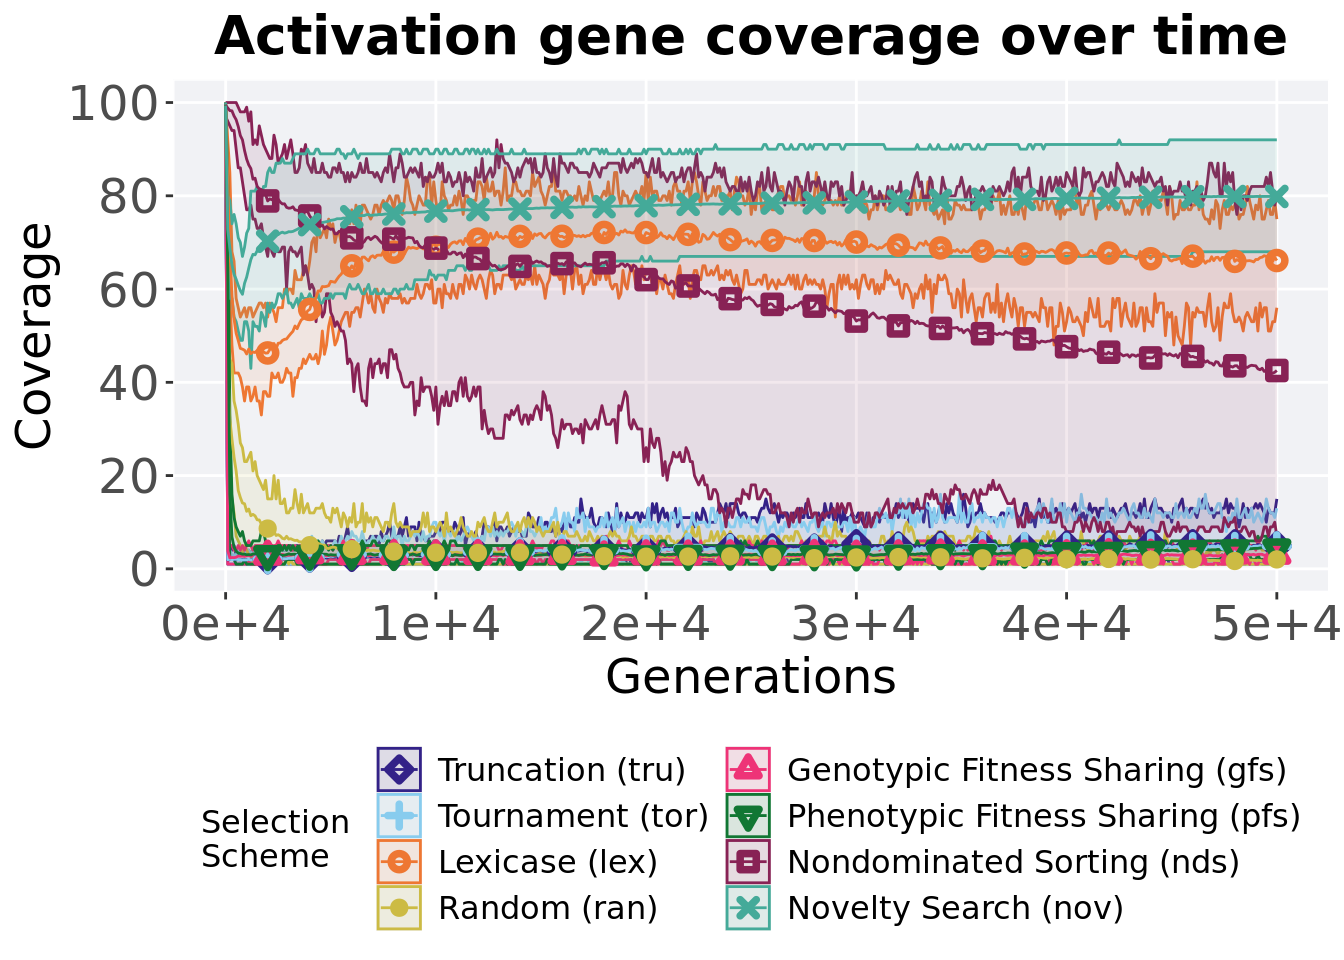 Activation gene coverage over time
Coverage
100
80
60
40
20
0
0e+4 1e+4 2e+4 3e+4 4e+4 5e+4
Generations
Selection
Scheme
Truncation (tru)
Tournament (tor)
Lexicase (lex)
Random (ran)
Genotypic Fitness Sharing (gfs)
Phenotypic Fitness Sharing (pfs)
Nondominated Sorting (nds)
Novelty Search (nov)